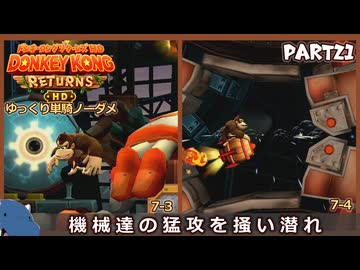 ドンキーコング リターンズ HD
DONKEY KONG
RETURNS
HD
ゆっくり単騎ノーダメ
PART21
7-3
7-4
機械達の猛攻を掻い潜れ